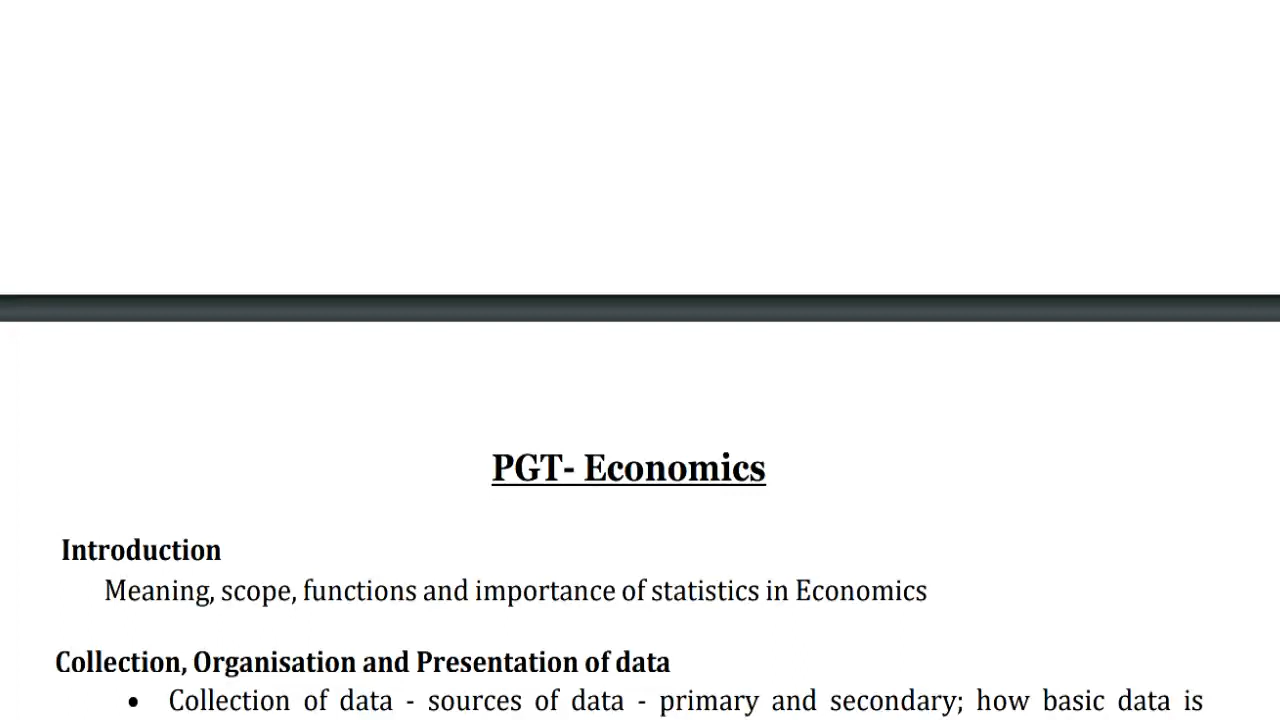 PGT- Economics
Introduction
Meaning, scope, functions and importance of statistics in Economics
Collection, Organisation and Presentation of data
• Collection of data - sources of data - primary and secondary; how basic data is